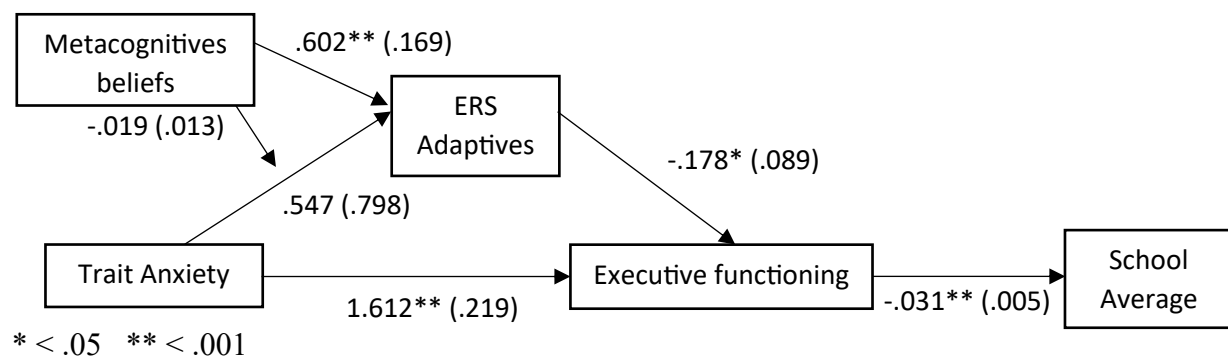 Metacognitives
beliefs
.602** (.169)
-.019 (.013)
ERS
Adaptives
-.178* (.089)
.547 (.798)
Trait Anxiety
1.612** (.219)
Executive functioning
-.031** (.005)
School
Average
* < .05 ** < .001